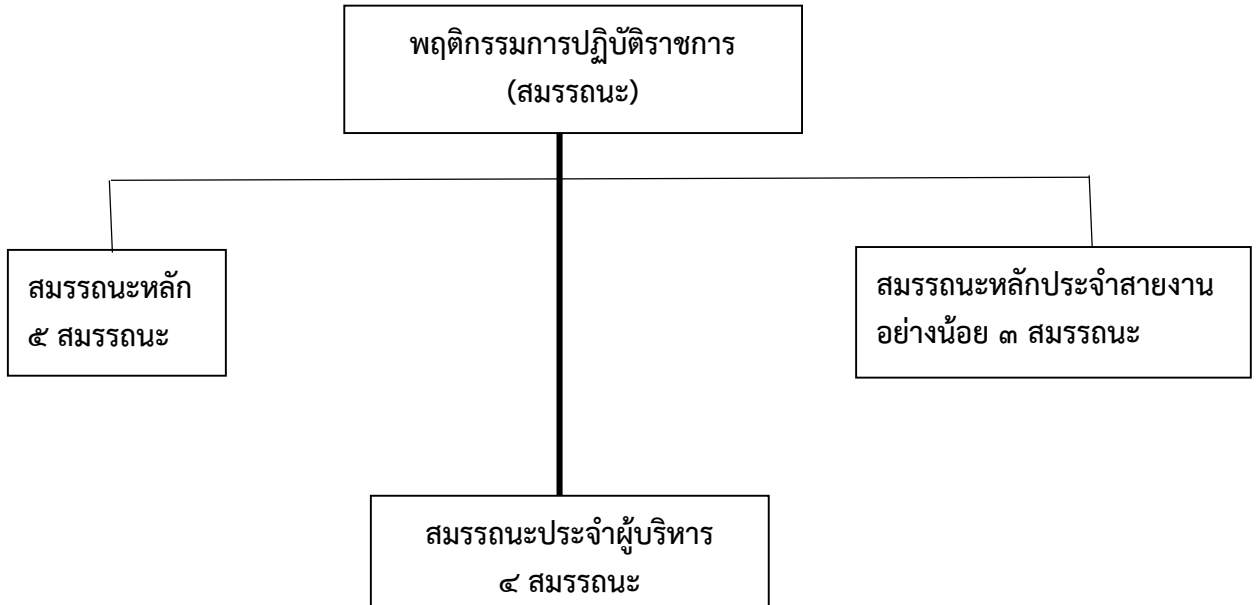 พฤติกรรมการปฏิบัติราชการ
(สมรรถนะ)
สมรรถนะหลัก
๕ สมรรถนะ
สมรรถนะหลักประจำสายงาน
อย่างน้อย ๓ สมรรถนะ
สมรรถนะประจำผู้บริหาร
๔ สมรรถนะ